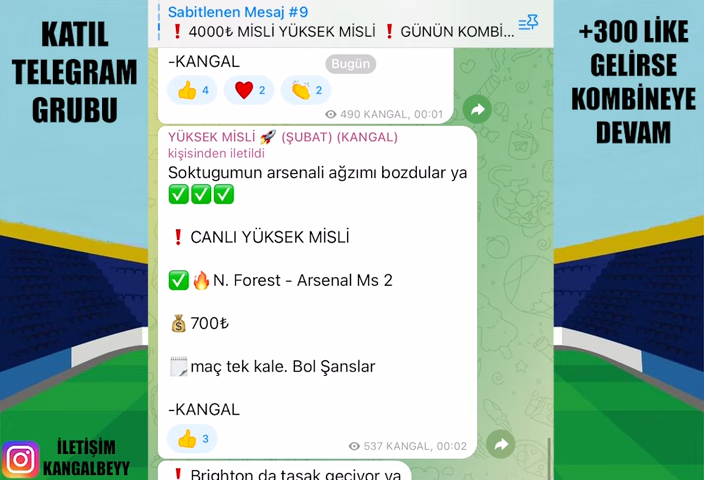 KATIL
TELEGRAM
GRUBU
Sabitlenen Mesaj #9
❗ 4000₺ MİSLİ YÜKSEK MİSLİ ❗ GÜNÜN KOMBİ...
-KANGAL
Bugün
👍 4 ❤️ 2 👏 2
490 KANGAL, 00:01
YÜKSEK MİSLİ 🚀 (ŞUBAT) (KANGAL)
kişisinden iletildi
Soktugumun arsenali ağzımı bozdular ya
✅✅✅
❗ CANLI YÜKSEK MİSLİ
✅🔥N. Forest - Arsenal Ms 2
💰700₺
🗒️maç tek kale. Bol Şanslar
-KANGAL
👍 3
537 KANGAL, 00:02
❗ Brighton da taşak geçiyor ya
+300 LİKE
GELİRSE
KOMBİNEYE
DEVAM
İLETİŞİM
KANGALBEYY